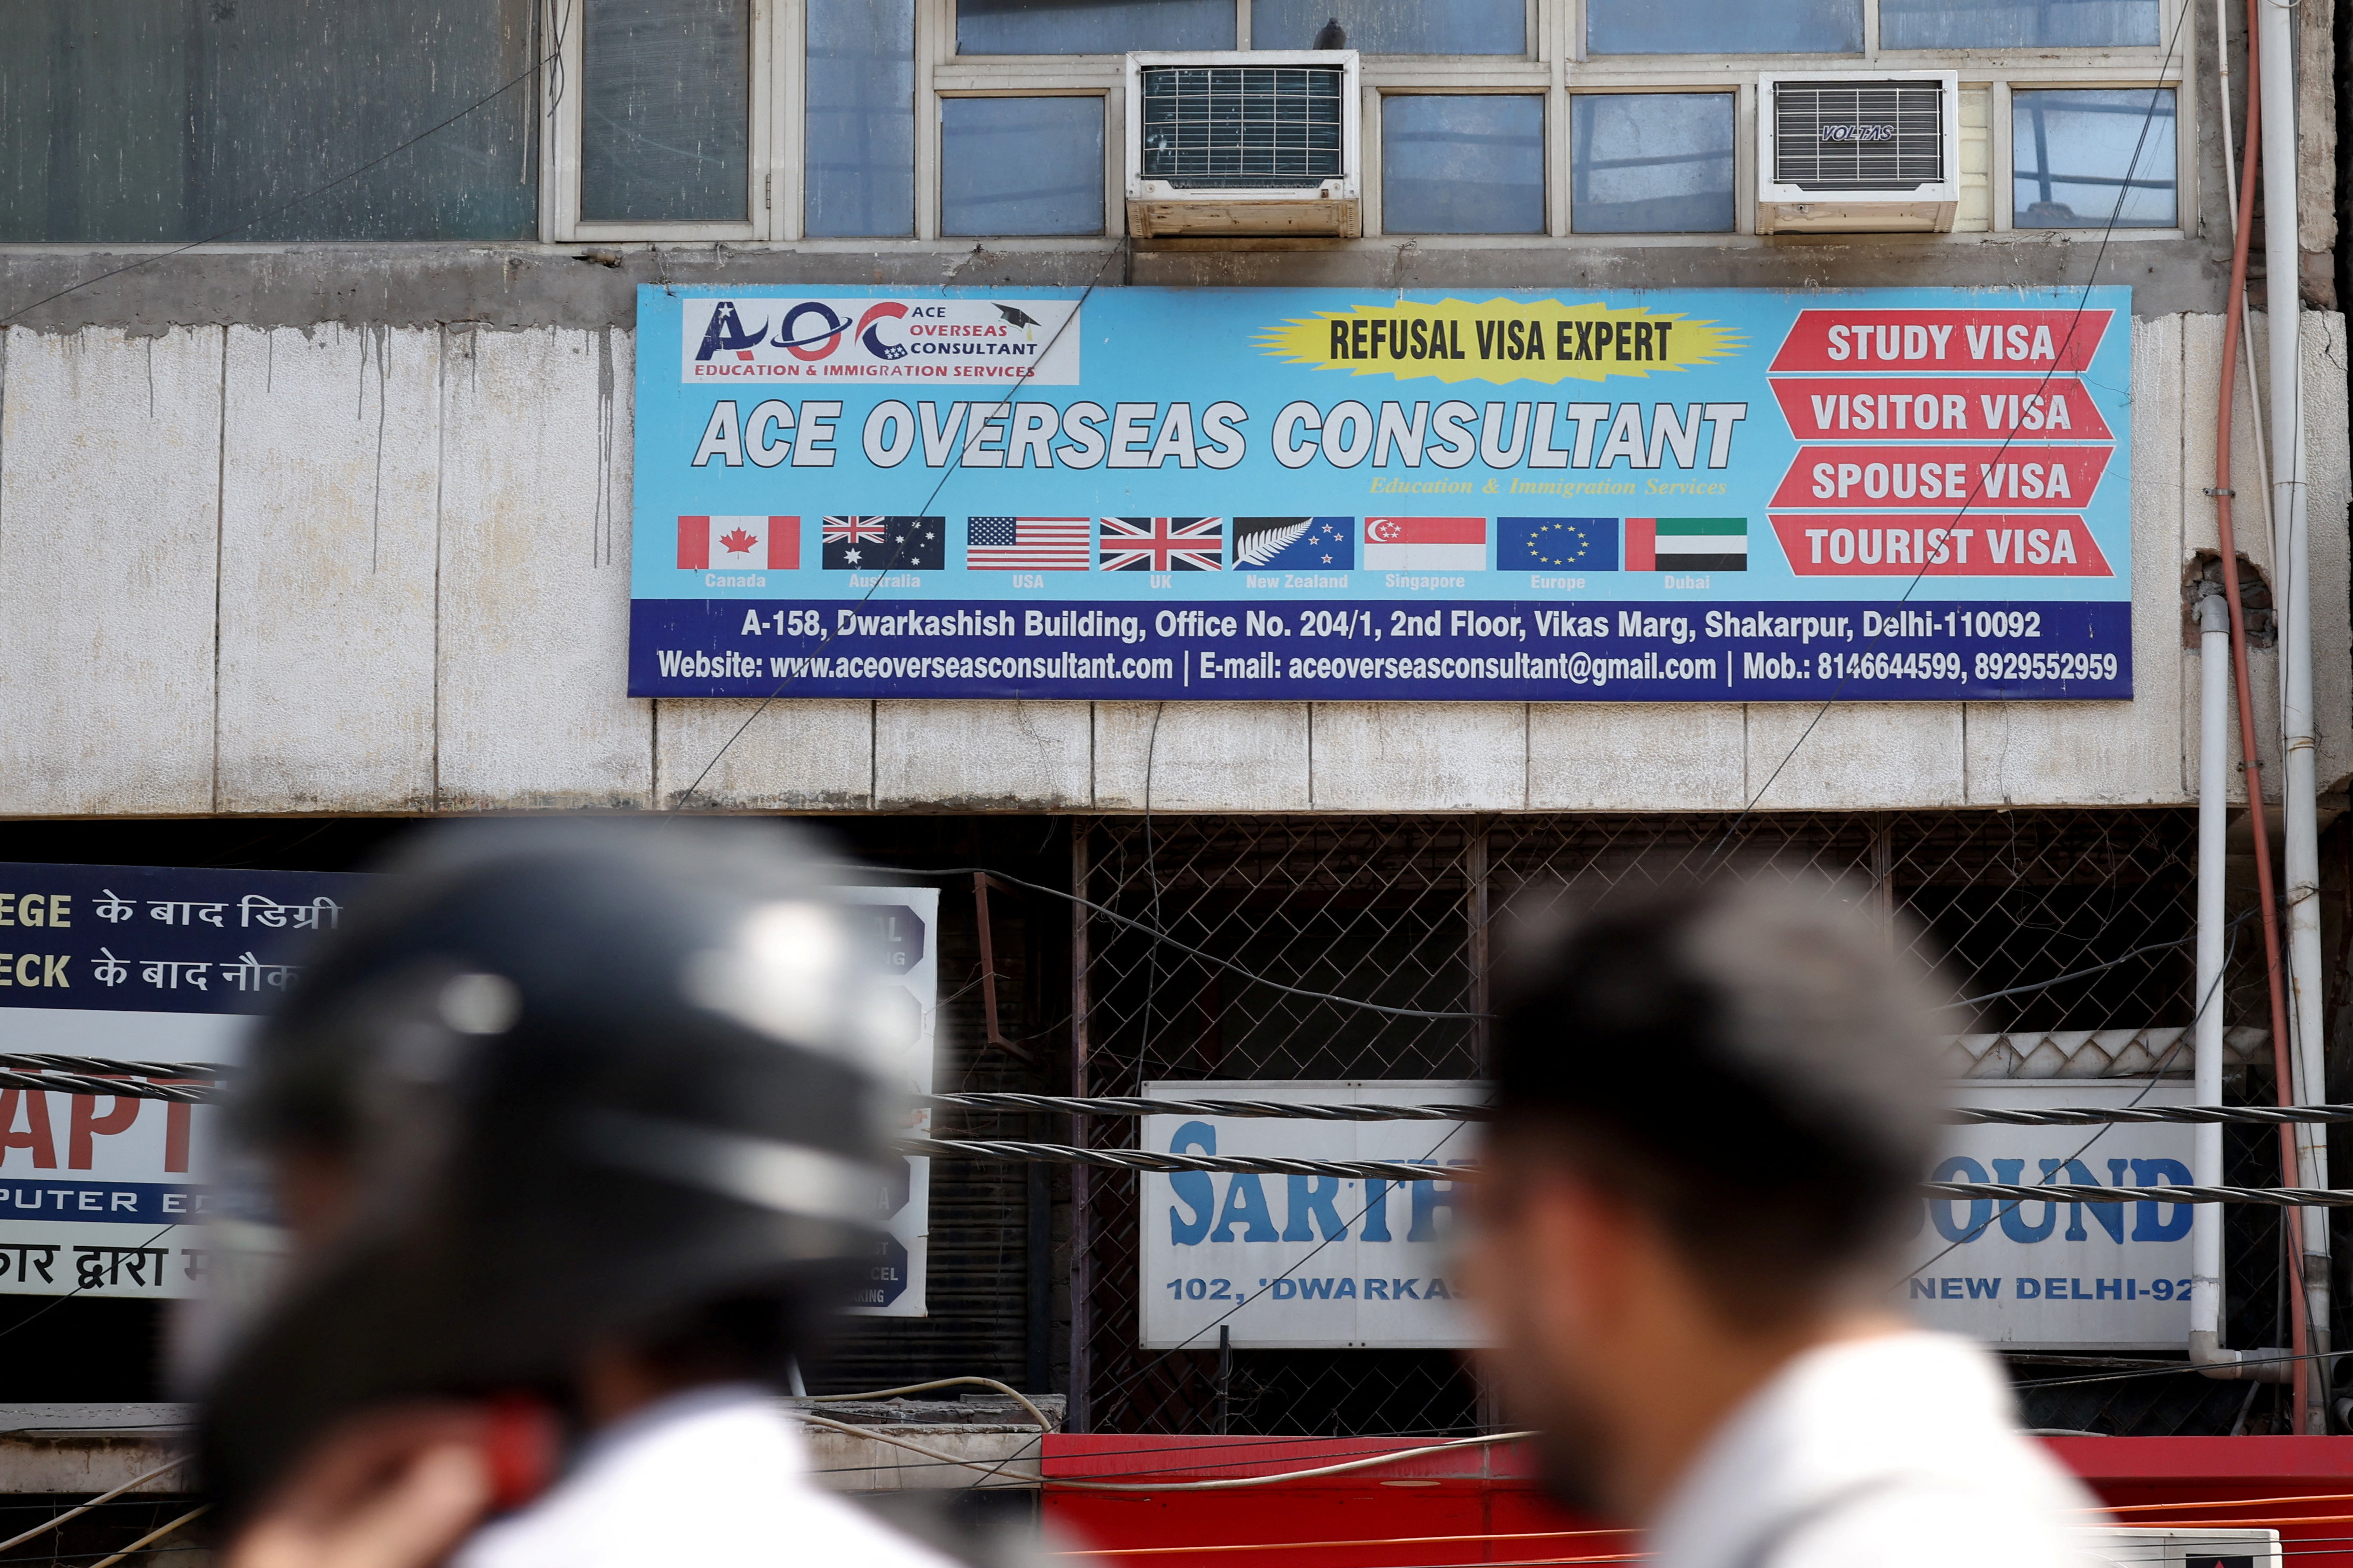 VOLTAS
AOC
ACE
OVERSEAS
CONSULTANT
EDUCATION & IMMIGRATION SERVICES
REFUSAL VISA EXPERT
ACE OVERSEAS CONSULTANT
Education & Immigration Services
Canada Australia USA UK New Zealand Singapore Europe Dubai
STUDY VISA
VISITOR VISA
SPOUSE VISA
TOURIST VISA
A-158, Dwarkashish Building, Office No. 204/1, 2nd Floor, Vikas Marg, Shakarpur, Delhi-110092
Website: www.aceoverseasconsultant.com | E-mail: aceoverseasconsultant@gmail.com | Mob.: 8146644599, 8929552959
EGE के बाद डिग्री
ECK के बाद नौक
APT
PUTER E
कार द्वारा
SARTH OUND
102, 'DWARKA NEW DELHI-92